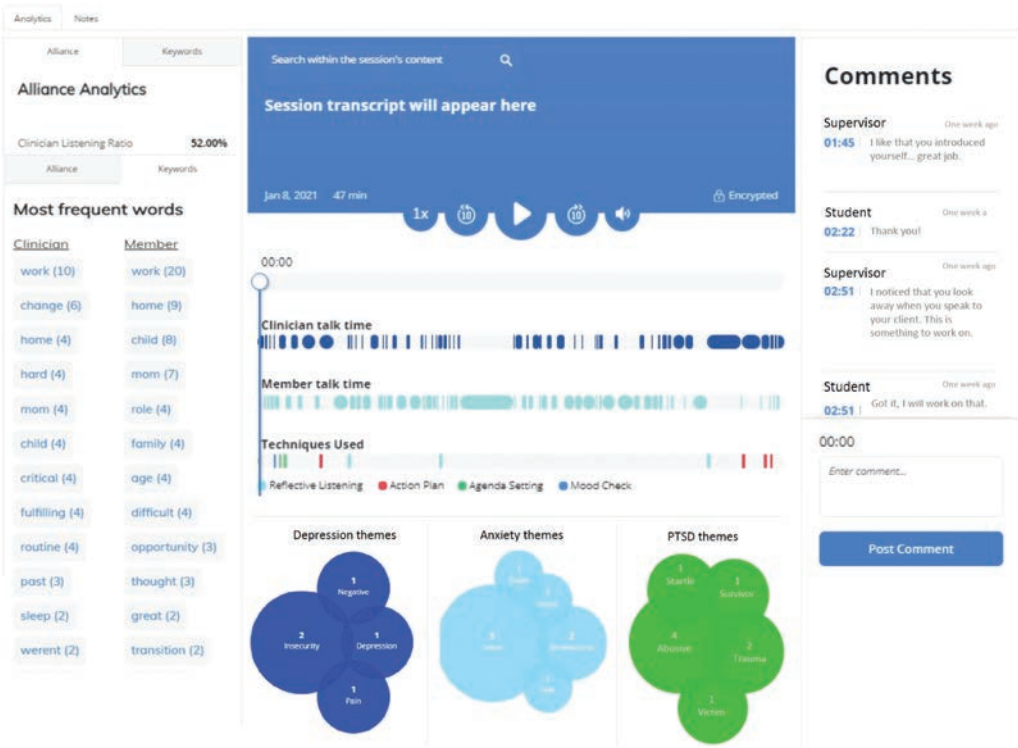 Analytics Notes
Alliance Keywords
Alliance Analytics
Clinician Listening Ratio 52.00%
Alliance Keywords
Most frequent words
Clinician Member
work (10) work (20)
change (6) home (9)
home (4) child (8)
hard (4) mom (7)
mom (4) role (4)
child (4) family (4)
critical (4) age (4)
fulfilling (4) difficult (4)
routine (4) opportunity (3)
past (3) thought (3)
sleep (2) great (2)
werent (2) transition (2)
Search within the session's content
Session transcript will appear here
Jan 8, 2021 47 min Encrypted
1x 10 10
00:00
Clinician talk time
Member talk time
Techniques Used
Reflective Listening Action Plan Agenda Setting Mood Check
Depression themes
1
Negative
2
Insecurity
1
Depression
1
Pain
Anxiety themes
2
PTSD themes
1
Startle
1
Survivor
4
Abusive
2
Trauma
1
Victim
Comments
Supervisor One week ago
01:45 I like that you introduced
yourself... great job.
Student One week a
02:22 Thank you!
Supervisor One week ago
02:51 I noticed that you look
away when you speak to
your client. This is
something to work on.
Student One week ago
02:51 Got it, I will work on that.
00:00
Enter comment...
Post Comment